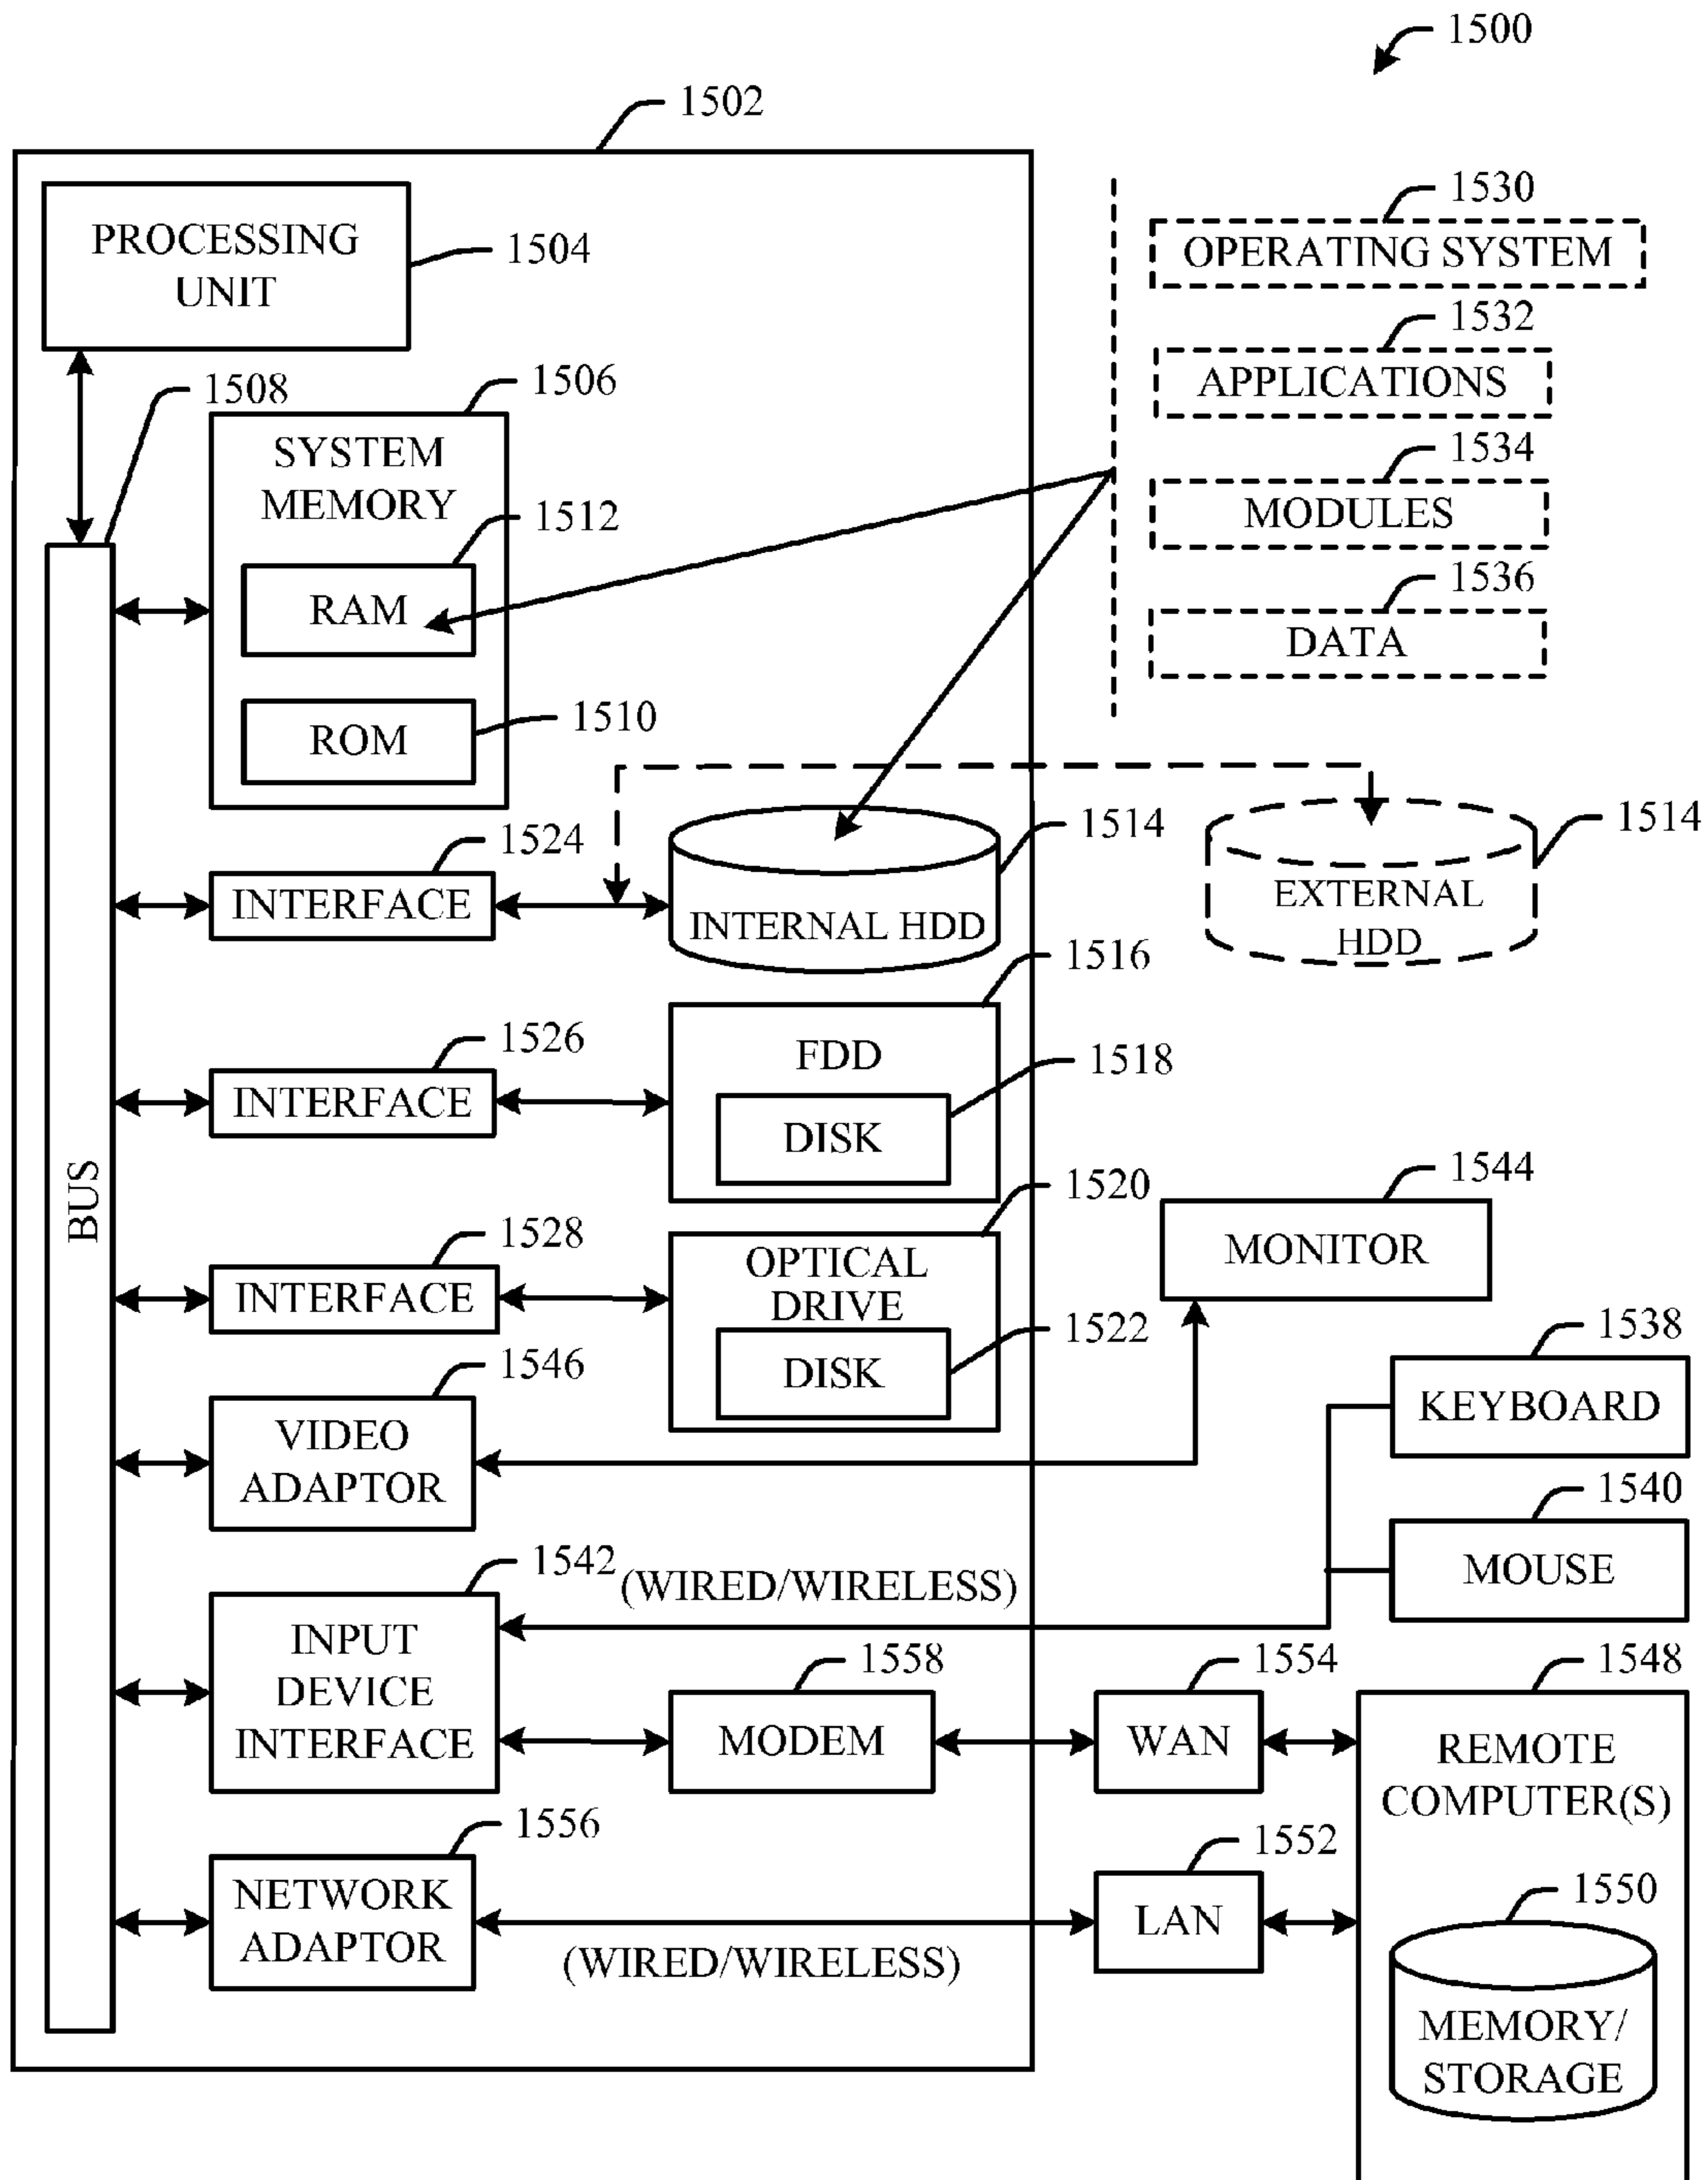 1500
1502
PROCESSING
UNIT
1504
1530
OPERATING SYSTEM
1532
APPLICATIONS
1534
MODULES
1536
DATA
1508
1506
SYSTEM
MEMORY
1512
RAM
1510
ROM
1524
INTERFACE
1514
INTERNAL HDD
1514
EXTERNAL
HDD
1516
FDD
1518
DISK
1526
INTERFACE
BUS
1520
OPTICAL
DRIVE
1522
DISK
1528
INTERFACE
1544
MONITOR
1546
VIDEO
ADAPTOR
1538
KEYBOARD
1540
MOUSE
1542
(WIRED/WIRELESS)
INPUT
DEVICE
INTERFACE
1558
MODEM
1554
WAN
1548
REMOTE
COMPUTER(S)
1556
NETWORK
ADAPTOR
(WIRED/WIRELESS)
1552
LAN
1550
MEMORY/
STORAGE